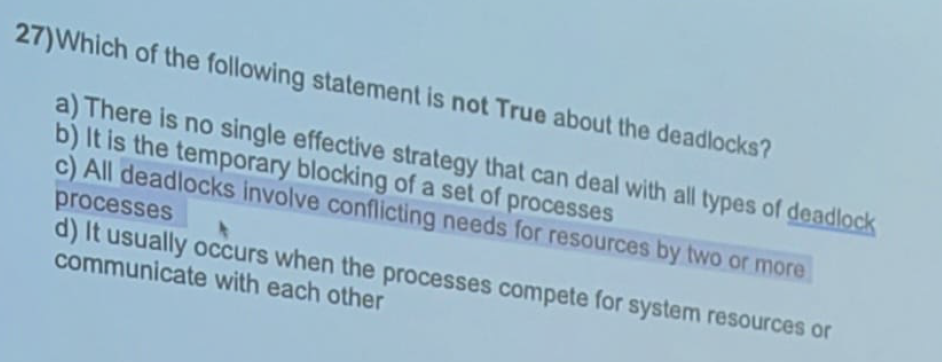 27)Which of the following statement is not True about the deadlocks?
a) There is no single effective strategy that can deal with all types of deadlock
b) It is the temporary blocking of a set of processes
c) All deadlocks involve conflicting needs for resources by two or more
processes
d) It usually occurs when the processes compete for system resources or
communicate with each other